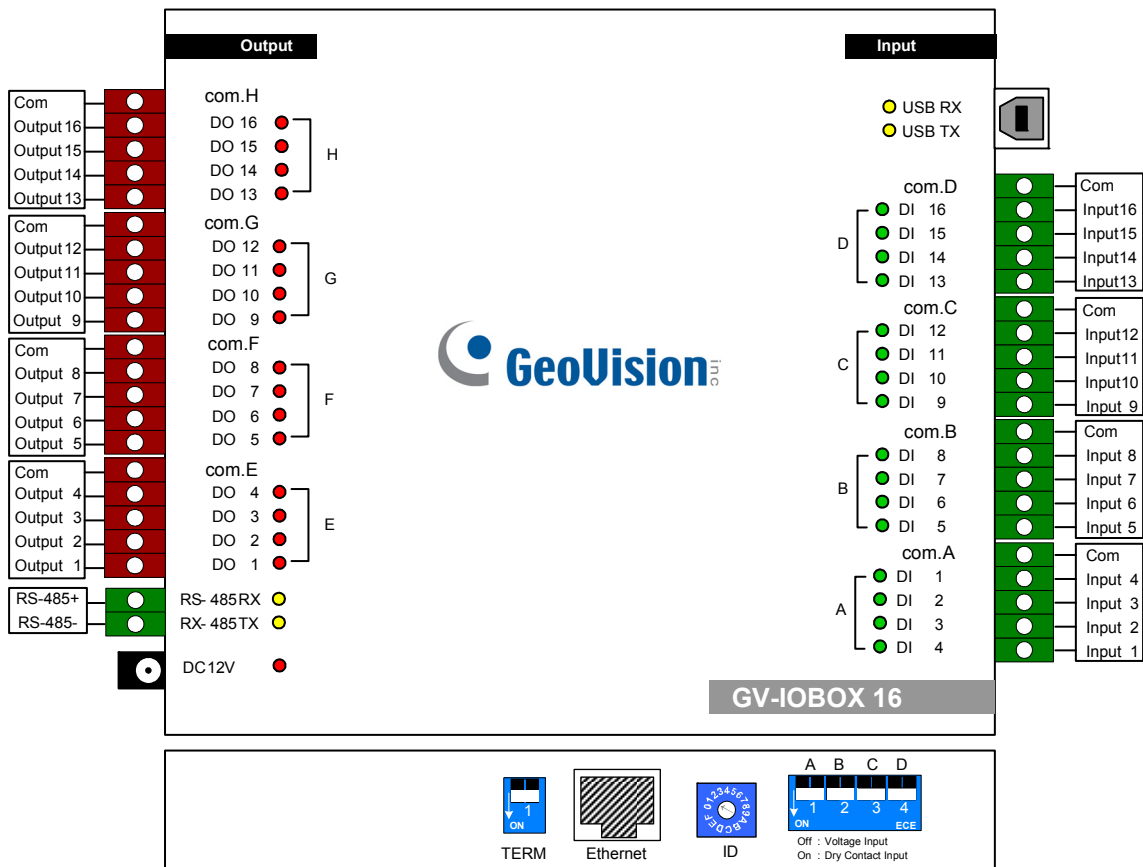 Output
Input
Com
Output 16
Output 15
Output 14
Output 13
Com
Output 12
Output 11
Output 10
Output 9
Com
Output 8
Output 7
Output 6
Output 5
Com
Output 4
Output 3
Output 2
Output 1
RS-485+
RS-485-
com.H
DO 16
DO 15
DO 14
DO 13
H
com.G
DO 12
DO 11
DO 10
DO 9
G
com.F
DO 8
DO 7
DO 6
DO 5
F
com.E
DO 4
DO 3
DO 2
DO 1
E
RS- 485 RX
RX- 485 TX
DC 12V
GeoVision inc
USB RX
USB TX
com.D
DI 16
DI 15
DI 14
DI 13
D
com.C
DI 12
DI 11
DI 10
DI 9
C
com.B
DI 8
DI 7
DI 6
DI 5
B
com.A
DI 1
DI 2
DI 3
DI 4
A
Com
Input16
Input15
Input14
Input13
Com
Input12
Input11
Input10
Input 9
Com
Input 8
Input 7
Input 6
Input 5
Com
Input 4
Input 3
Input 2
Input 1
GV-IOBOX 16
1
ON
TERM
Ethernet
0123456789ABCDEF
ID
A B C D
1 2 3 4
ON ECE
Off : Voltage Input
On : Dry Contact Input